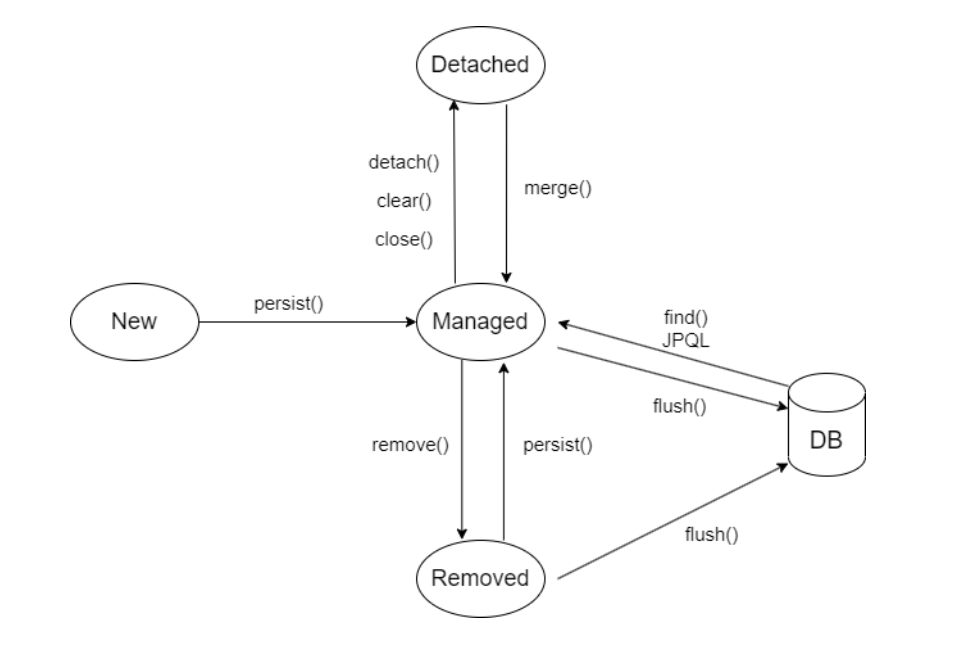 Detached
detach()
merge()
clear()
close()
New
persist()
Managed
find()
JPQL
flush()
DB
remove()
persist()
flush()
Removed